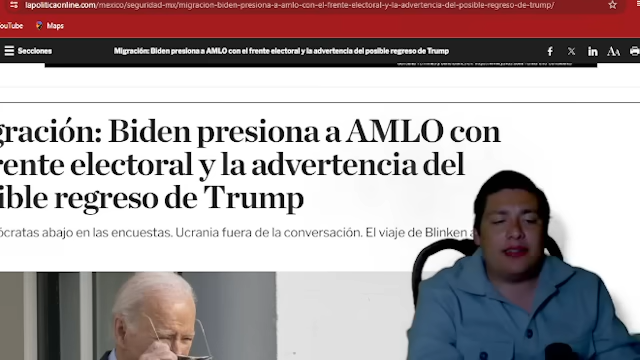 lapoliticaonline.com/mexico/seguridad-mx/migracion-biden-presiona-a-amlo-con-el-frente-electoral-y-la-advertencia-del-posible-regreso-de-trump/
YouTube
Maps
Secciones
Migración: Biden presiona a AMLO con el frente electoral y la advertencia del posible regreso de Trump
gración: Biden presiona a AMLO con
rente electoral y la advertencia del
ible regreso de Trump
ócratas abajo en las encuestas. Ucrania fuera de la conversación. El viaje de Blinken a